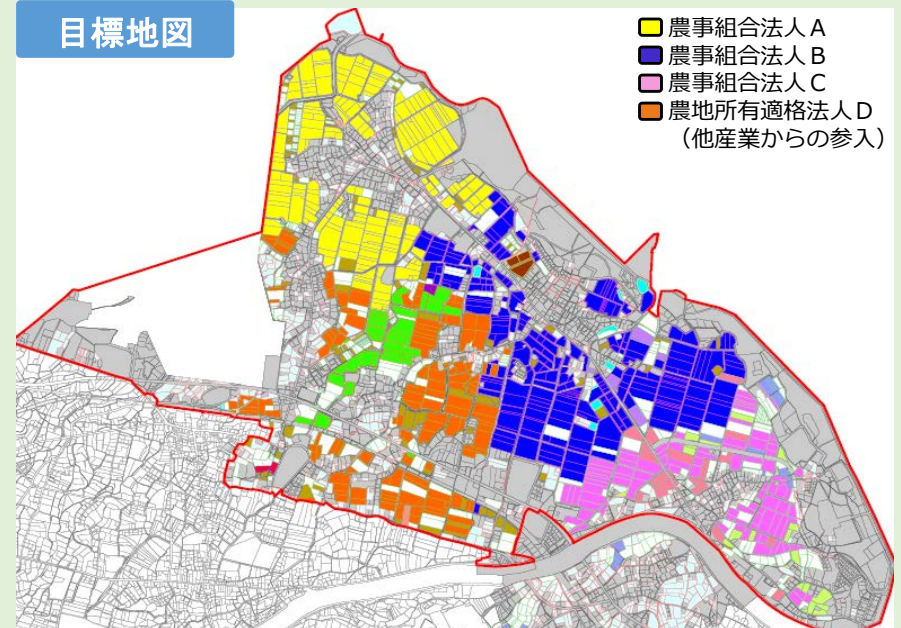 目標地図
農事組合法人A
農事組合法人B
農事組合法人C
農地所有適格法人D
（他産業からの参入）